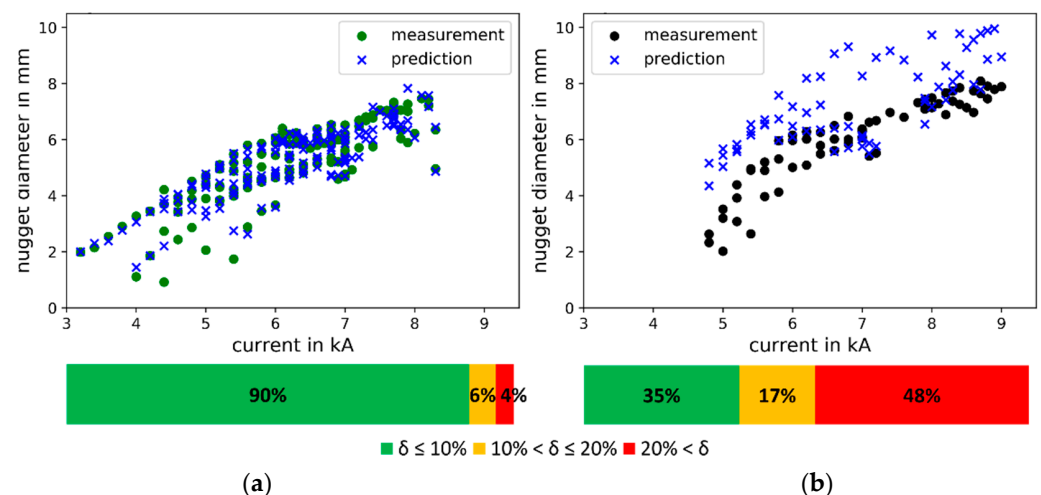 10
8
6
4
2
0
nugget diameter in mm
measurement
prediction
3 4 5 6 7 8 9
current in kA
90% 6% 4%
10
8
6
4
2
0
nugget diameter in mm
measurement
prediction
3 4 5 6 7 8 9
current in kA
35% 17% 48%
δ ≤ 10% 10% < δ ≤ 20% 20% < δ
(a) (b)